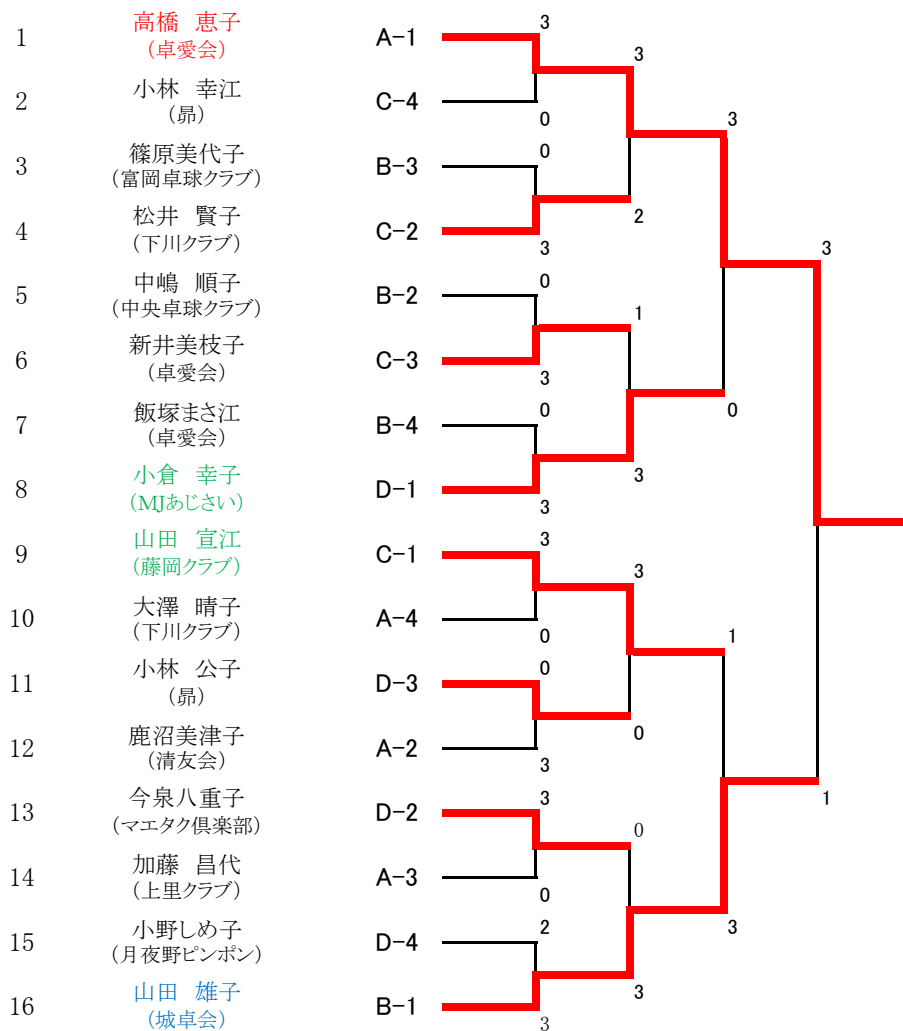 1 高橋 恵子 (卓愛会) A-1 3
3
2 小林 幸江 (昴) C-4 0
3
3 篠原美代子 (富岡卓球クラブ) B-3 0
2
4 松井 賢子 (下川クラブ) C-2 3
3
5 中嶋 順子 (中央卓球クラブ) B-2 0
1
6 新井美枝子 (卓愛会) C-3 3
0
7 飯塚まさ江 (卓愛会) B-4 0
3
8 小倉 幸子 (MJあじさい) D-1 3
9 山田 宣江 (藤岡クラブ) C-1 3
3
10 大澤 晴子 (下川クラブ) A-4 0
1
11 小林 公子 (昴) D-3 0
0
12 鹿沼美津子 (清友会) A-2 3
1
13 今泉八重子 (マエタク倶楽部) D-2 3
0
14 加藤 昌代 (上里クラブ) A-3 0
3
15 小野しめ子 (月夜野ピンポン) D-4 2
3
16 山田 雄子 (城卓会) B-1 3